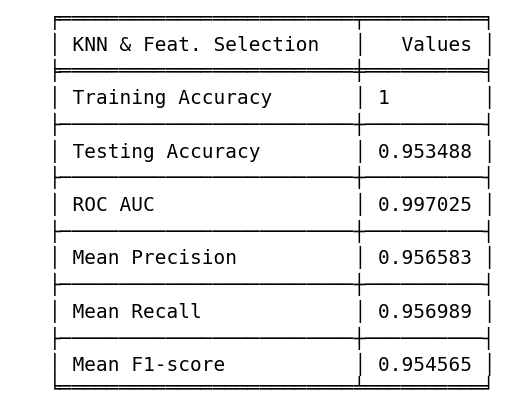 KNN & Feat. Selection Values
Training Accuracy 1
Testing Accuracy 0.953488
ROC AUC 0.997025
Mean Precision 0.956583
Mean Recall 0.956989
Mean F1-score 0.954565